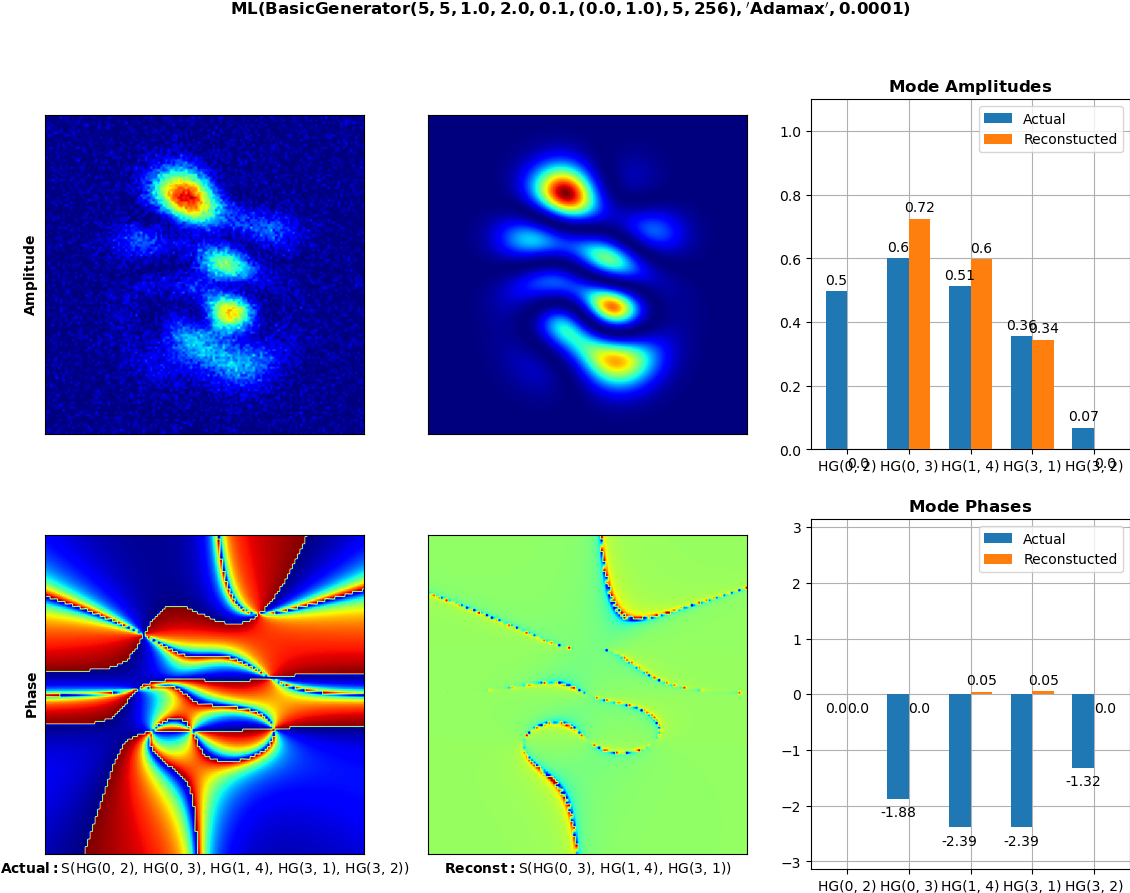 ML(BasicGenerator(5, 5, 1.0, 2.0, 0.1, (0.0, 1.0), 5, 256), ′Adamax′, 0.0001)
Amplitude
Mode Amplitudes
Actual
Reconstucted
1.0
0.8
0.6
0.4
0.2
0.0
0.5
0.0
0.6
0.72
0.51
0.6
0.36
0.34
0.07
0.0
HG(0, 2) HG(0, 3) HG(1, 4) HG(3, 1) HG(3, 2)
Phase
Actual: S(HG(0, 2), HG(0, 3), HG(1, 4), HG(3, 1), HG(3, 2))
Reconst: S(HG(0, 3), HG(1, 4), HG(3, 1))
Mode Phases
Actual
Reconstucted
3
2
1
0
−1
−2
−3
0.0
0.0
-1.88
0.0
-2.39
0.05
-2.39
0.05
-1.32
0.0
HG(0, 2) HG(0, 3) HG(1, 4) HG(3, 1) HG(3, 2)